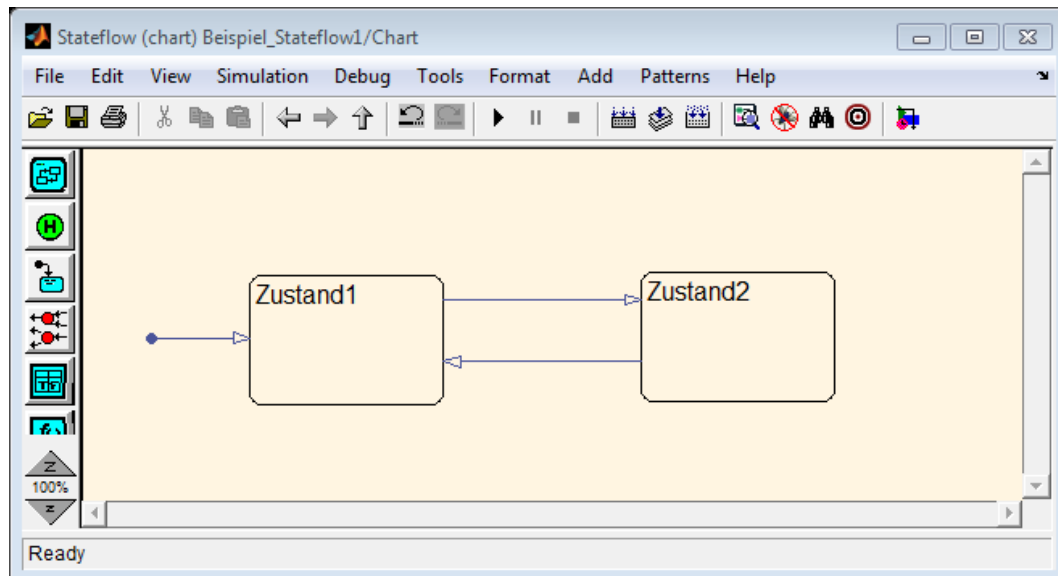 Stateflow (chart) Beispiel_Stateflow1/Chart
File Edit View Simulation Debug Tools Format Add Patterns Help
H
Zustand1
Zustand2
Z
100%
z
Ready